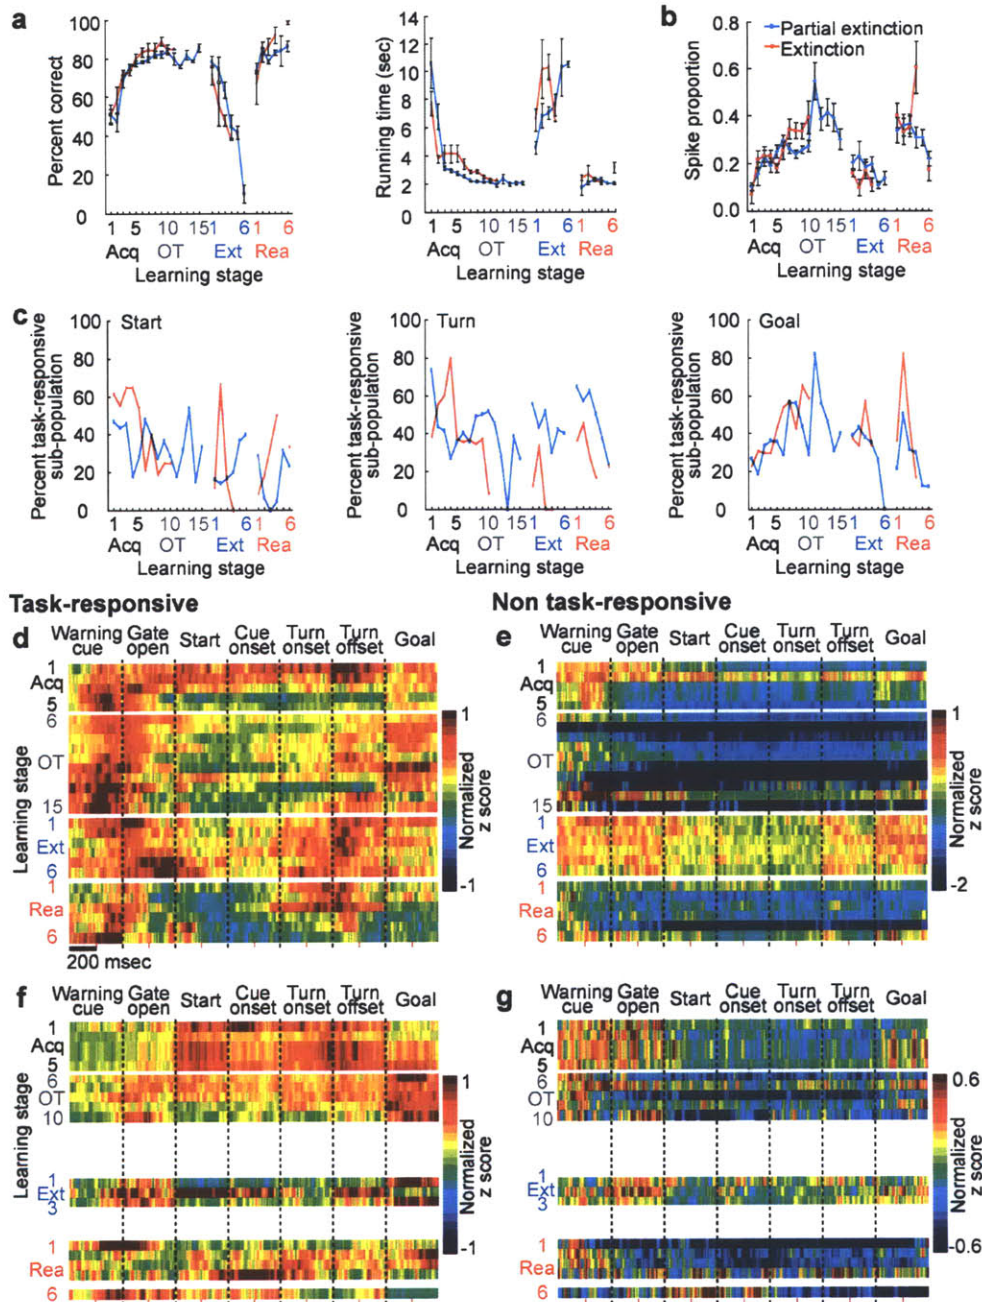 a
100
80
60
40
20
0
Percent correct
1 5 10 15 1 6 1 6
Acq OT Ext Rea
Learning stage
14
12
10
8
6
4
2
0
Running time (sec)
1 5 10 15 1 6 1 6
Acq OT Ext Rea
Learning stage
b
Partial extinction
Extinction
0.8
0.6
0.4
0.2
0.0
Spike proportion
1 5 10 15 1 6 1 6
Acq OT Ext Rea
Learning stage
c
Start
100
80
60
40
20
0
Percent task-responsive
sub-population
1 5 10 15 1 6 1 6
Acq OT Ext Rea
Learning stage
Turn
100
80
60
40
20
0
Percent task-responsive
sub-population
1 5 10 15 1 6 1 6
Acq OT Ext Rea
Learning stage
Goal
100
80
60
40
20
0
Percent task-responsive
sub-population
1 5 10 15 1 6 1 6
Acq OT Ext Rea
Learning stage
Task-responsive
d
Warning Gate Start Cue Turn Turn Goal
cue open onset onset offset
1
Acq
5
6
OT
15
1
Ext
6
1
Rea
6
Learning stage
200 msec
1
-1
Normalized
z score
Non task-responsive
e
Warning Gate Start Cue Turn Turn Goal
cue open onset onset offset
1
Acq
5
6
OT
15
1
Ext
6
1
Rea
6
1
-2
Normalized
z score
f
Warning Gate Start Cue Turn Turn Goal
cue open onset onset offset
1
Acq
5
6
OT
10
1
Ext
3
1
Rea
6
Learning stage
1
-1
Normalized
z score
g
Warning Gate Start Cue Turn Turn Goal
cue open onset onset offset
1
Acq
5
6
OT
10
1
Ext
3
1
Rea
6
0.6
-0.6
Normalized
z score